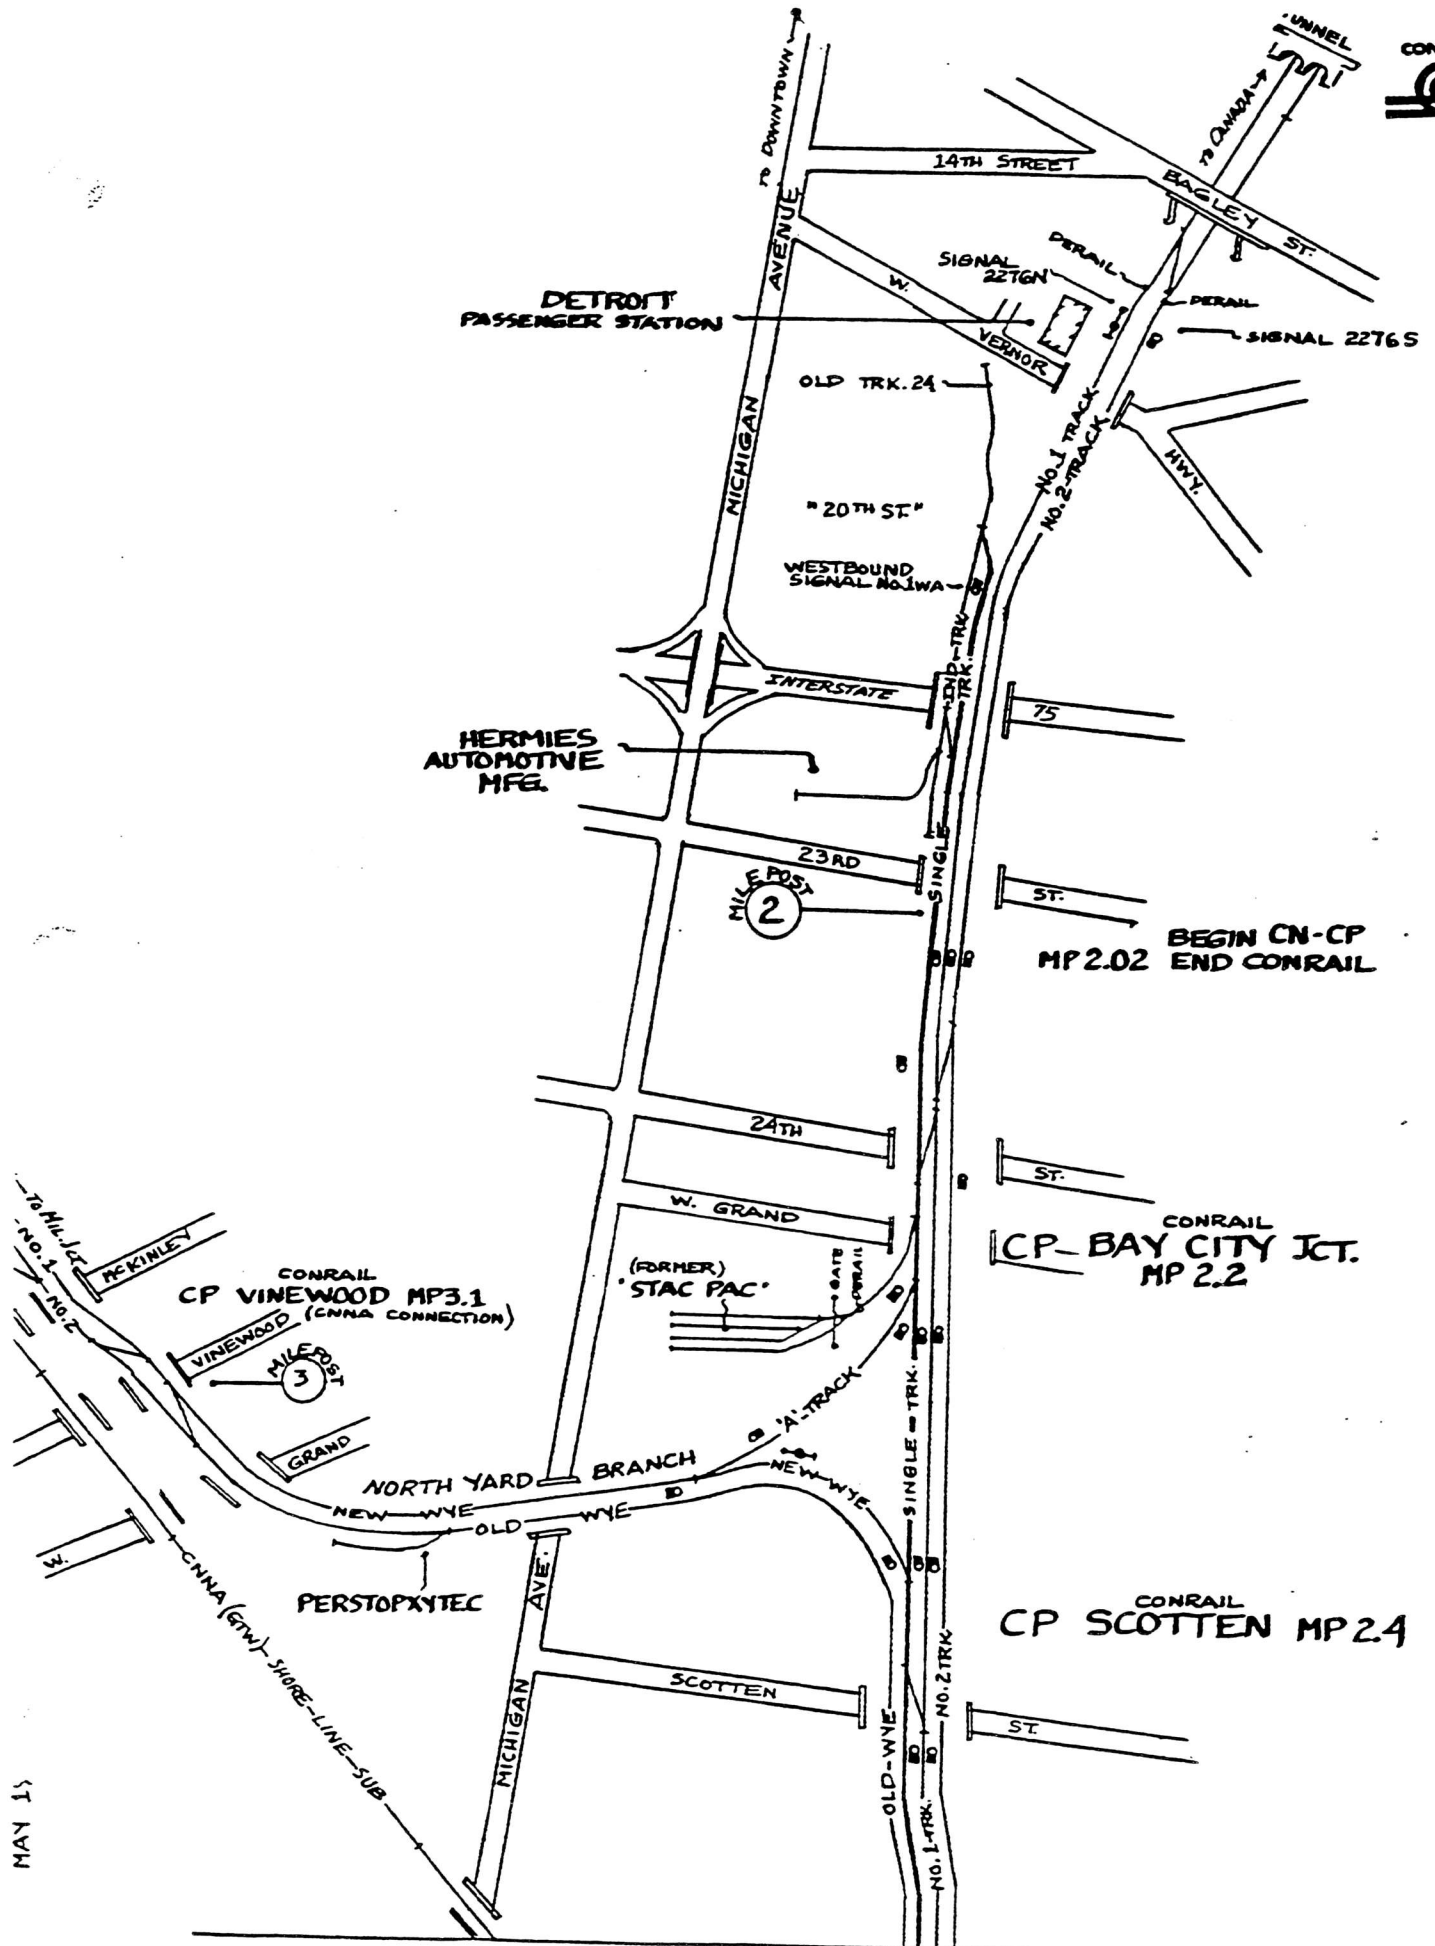 TO DOWNTOWN
UNNEL
CON
TO CANADA
14TH STREET
BAGLEY ST.
MICHIGAN AVENUE
W. VERNOR
SIGNAL
2276N
DERAIL
DERAIL
SIGNAL 2276S
DETROIT
PASSENGER STATION
OLD TRK. 24
NO.1 TRACK
NO.2 TRACK
HWY.
"20TH ST."
WESTBOUND
SIGNAL NO.1WA
IND-TRK
TRK.
INTERSTATE
75
HERMIES
AUTOMOTIVE
MFG.
SINGLE
23RD
ST.
MILEPOST
2
BEGIN CN-CP
MP 2.02 END CONRAIL
24TH
ST.
W. GRAND
CONRAIL
CP-BAY CITY JCT.
MP 2.2
(FORMER)
"STAC PAC"
GATE
DERAIL
TO MIL. JCT.
NO.1
NO.2
MCKINLEY
CONRAIL
CP VINEWOOD MP3.1
(CNNA CONNECTION)
VINEWOOD
MILEPOST
3
GRAND
'A'-TRACK
SINGLE-TRK.
NORTH YARD BRANCH
NEW-WYE
NEW-WYE
OLD WYE
W.
PERSTOPXYTEC
AVE.
CNNA (GTW)-SHORE-LINE-SUB
CONRAIL
CP SCOTTEN MP 2.4
MICHIGAN
SCOTTEN
ST.
OLD-WYE
NO.2 TRK
NO.1-TRK.
MAY 15